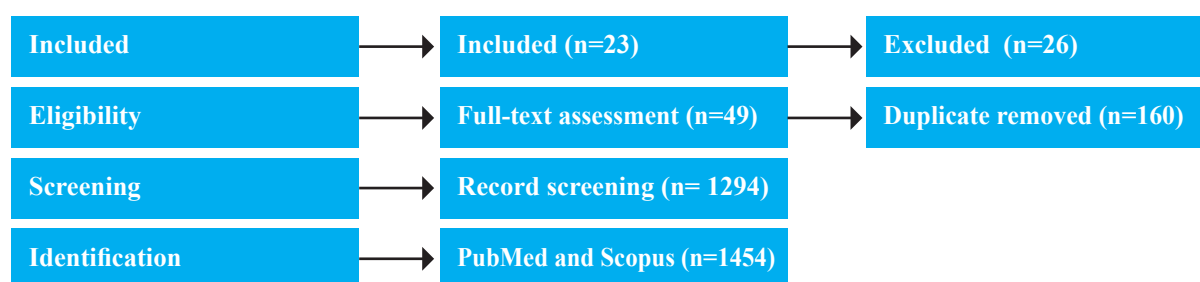 Included
Included (n=23)
Excluded (n=26)
Eligibility
Full-text assessment (n=49)
Duplicate removed (n=160)
Screening
Record screening (n= 1294)
Identification
PubMed and Scopus (n=1454)